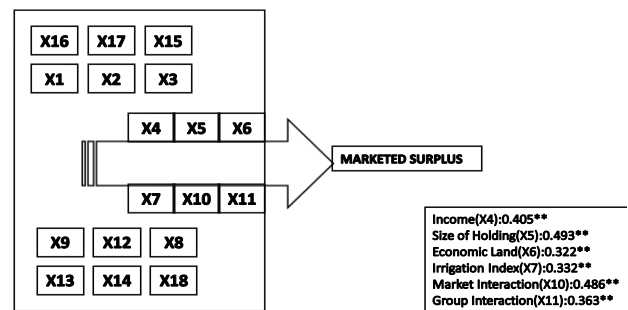 X16 X17 X15
X1 X2 X3
X4 X5 X6
MARKETED SURPLUS
X7 X10 X11
X9 X12 X8
X13 X14 X18
Income(X4):0.405**
Size of Holding(X5):0.493**
Economic Land(X6):0.322**
Irrigation Index(X7):0.332**
Market Interaction(X10):0.486**
Group Interaction(X11):0.363**